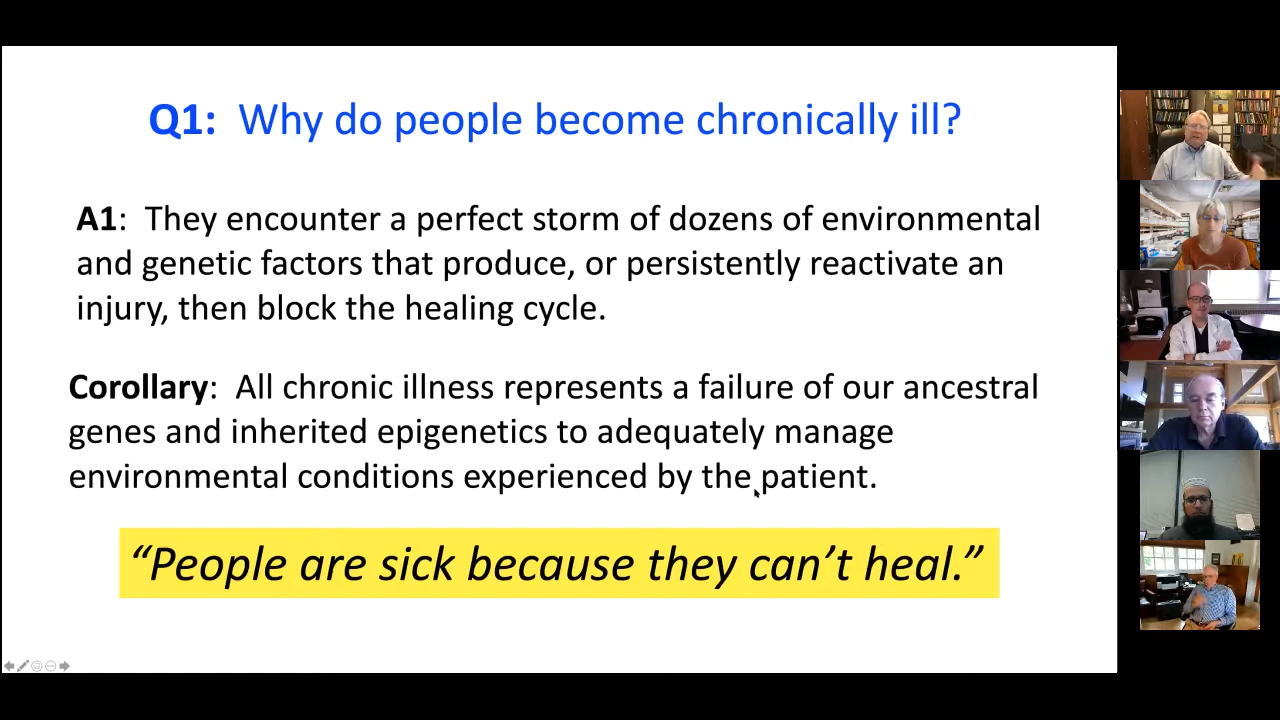 Q1: Why do people become chronically ill?
A1: They encounter a perfect storm of dozens of environmental
and genetic factors that produce, or persistently reactivate an
injury, then block the healing cycle.
Corollary: All chronic illness represents a failure of our ancestral
genes and inherited epigenetics to adequately manage
environmental conditions experienced by the patient.
“People are sick because they can’t heal.”